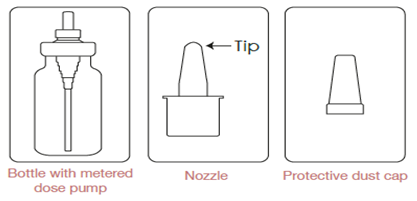 Tip
Bottle with metered
dose pump
Nozzle
Protective dust cap